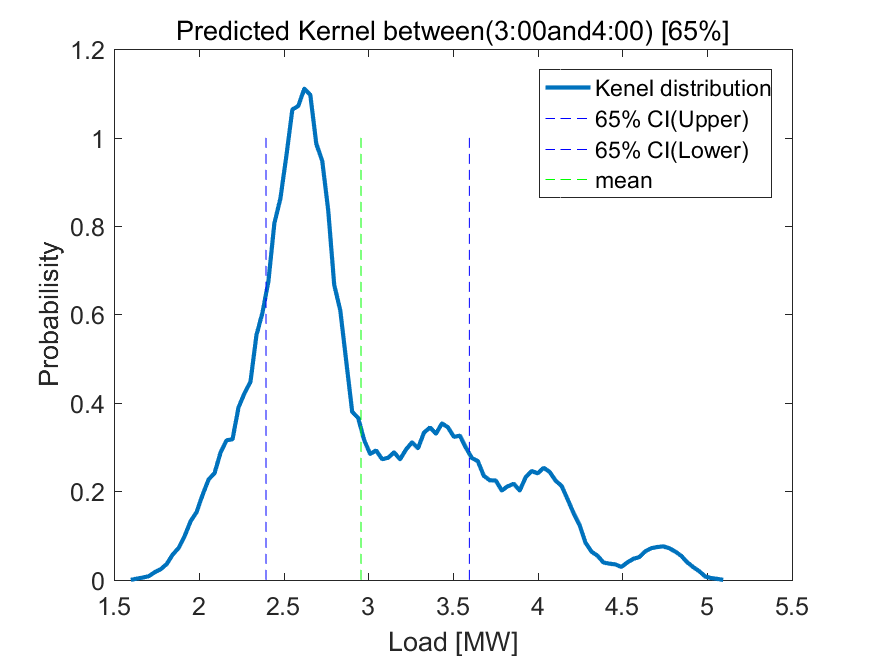 Predicted Kernel between(3:00and4:00) [65%]
1.2
1
0.8
0.6
0.4
0.2
0
Probabilisity
Kenel distribution
65% CI(Upper)
65% CI(Lower)
mean
1.5 2 2.5 3 3.5 4 4.5 5 5.5
Load [MW]